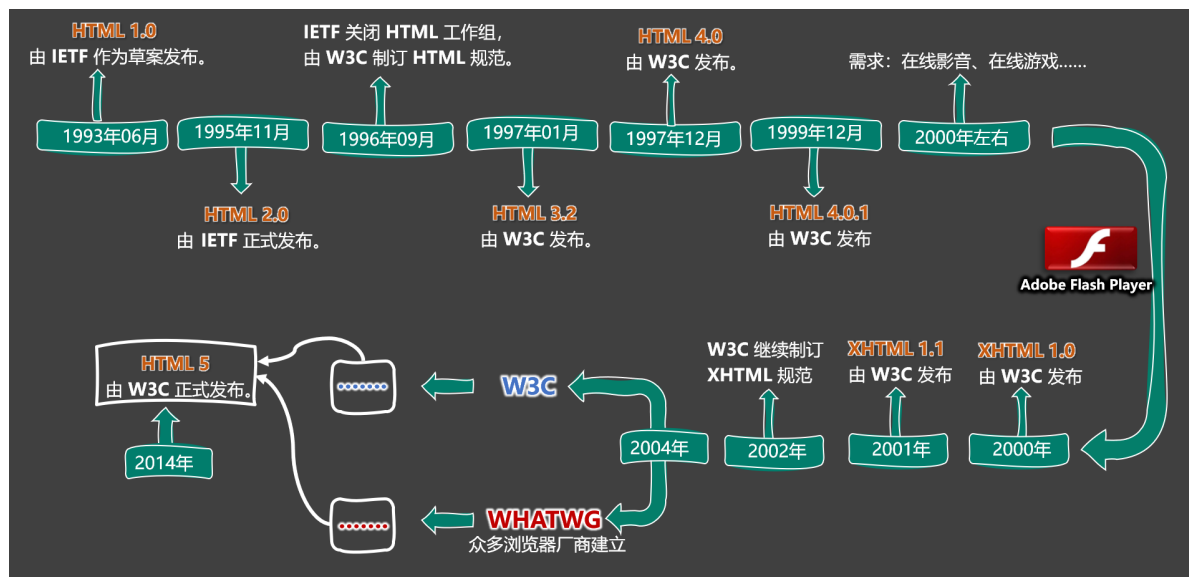 HTML 1.0
由 IETF 作为草案发布。
IETF 关闭 HTML 工作组,
由 W3C 制订 HTML 规范。
HTML 4.0
由 W3C 发布。
需求：在线影音、在线游戏......
1993年06月
1995年11月
1996年09月
1997年01月
1997年12月
1999年12月
2000年左右
HTML 2.0
由 IETF 正式发布。
HTML 3.2
由 W3C 发布。
HTML 4.0.1
由 W3C 发布
Adobe Flash Player
XHTML 1.0
由 W3C 发布
2000年
XHTML 1.1
由 W3C 发布
2001年
W3C 继续制订
XHTML 规范
2002年
2004年
W3C
WHATWG
众多浏览器厂商建立
HTML 5
由 W3C 正式发布。
2014年